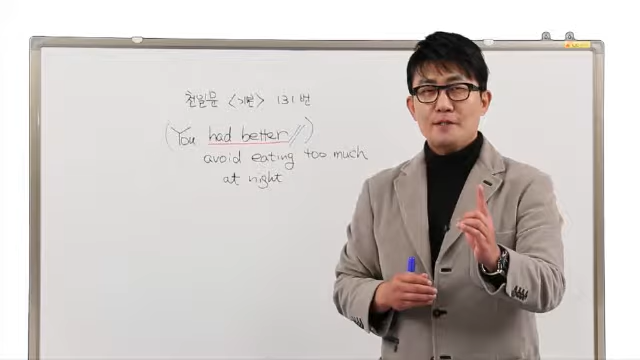 천일문 <기본> 131번
(You had better //)
avoid eating too much
at night